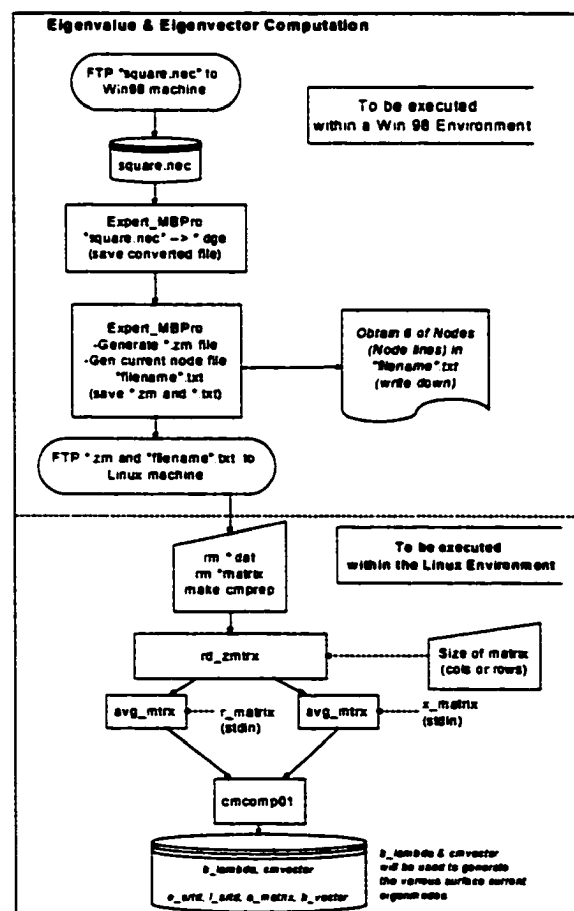 Eigenvalue & Eigenvector Computation
FTP "square.nec" to
Win98 machine
To be executed
within a Win 98 Environment
square.nec
Expert_MBPro
"square.nec" --> *.dge
(save converted file)
Expert_MBPro
-Generate *.zm file
-Gen current node file
"filename".txt
(save *.zm and *.txt)
Obtain # of Nodes
(Node lines) in
"filename".txt
(write down)
FTP *.zm and "filename".txt to
Linux machine
To be executed
within the Linux Environment
rm *.dat
rm *matrix
make cmprep
rd_zmtrx
Size of matrix
(cols or rows)
avg_mtrx
r_matrix
(stdin)
avg_mtrx
x_matrix
(stdin)
cmcomp01
b_lambda, cmvector
b_lambda & cmvector
will be used to generate
the various surface current
eigenmodes
a_matrix, b_vector